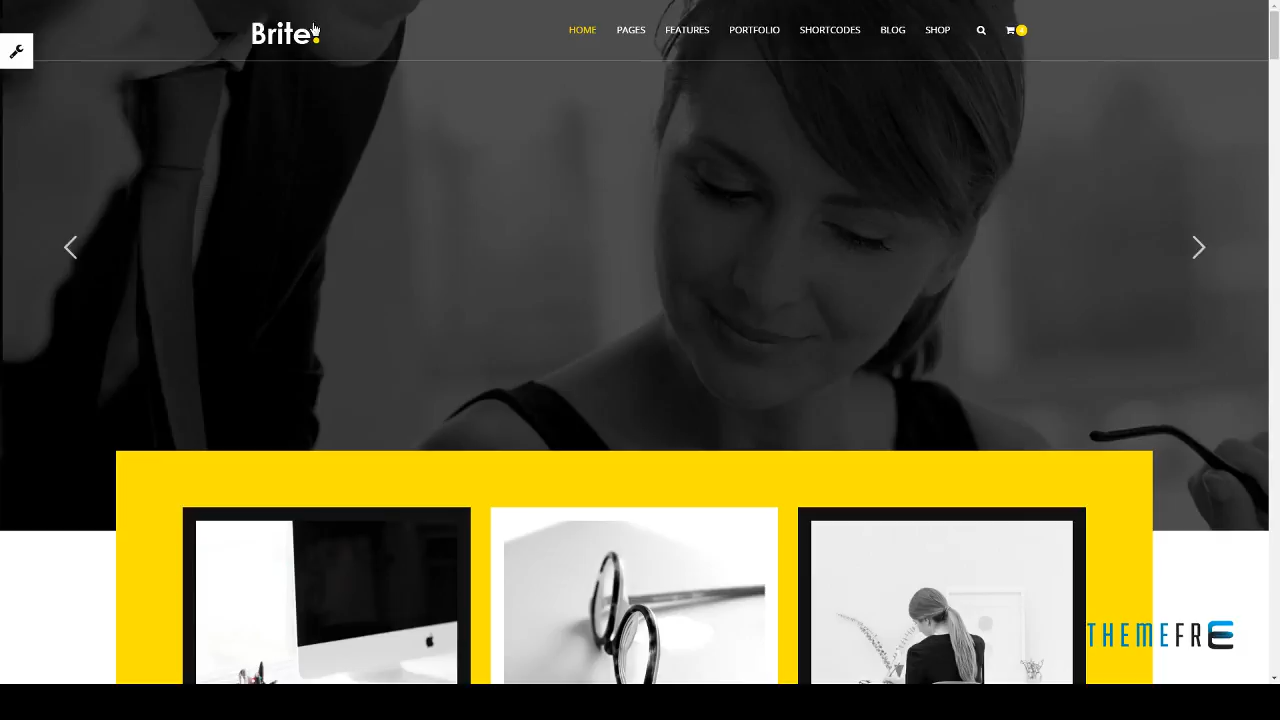 Brite!
HOME PAGES FEATURES PORTFOLIO SHORTCODES BLOG SHOP
THEMEFRE